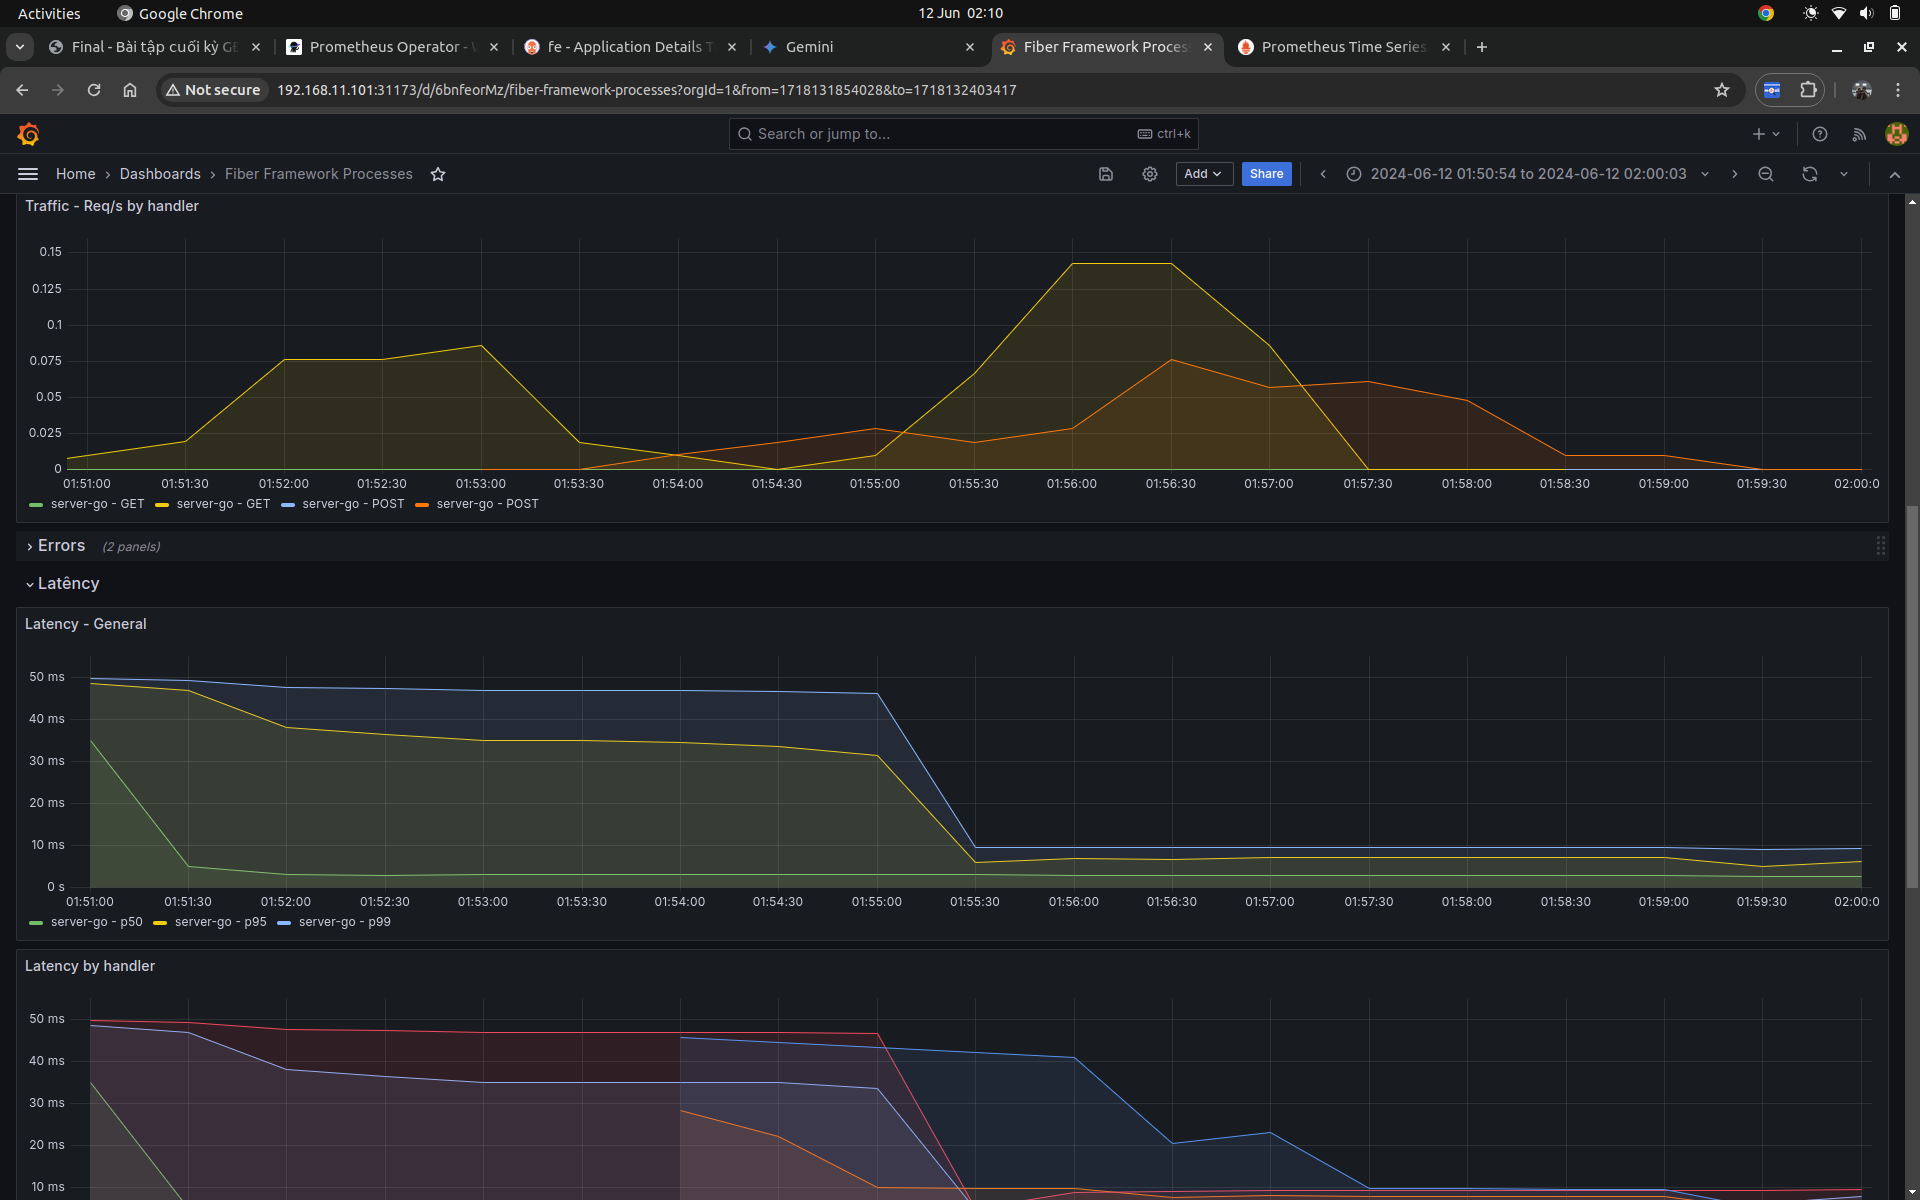 Activities Google Chrome 12 Jun 02:10
Final - Bài tập cuối kỳ G Prometheus Operator - fe - Application Details T Gemini Fiber Framework Proces Prometheus Time Series
Not secure 192.168.11.101:31173/d/6bnfeorMz/fiber-framework-processes?orgId=1&from=1718131854028&to=1718132403417
Search or jump to... ctrl+k
Home › Dashboards › Fiber Framework Processes Add Share 2024-06-12 01:50:54 to 2024-06-12 02:00:03
Traffic - Req/s by handler
0.15
0.125
0.1
0.075
0.05
0.025
0
01:51:00 01:51:30 01:52:00 01:52:30 01:53:00 01:53:30 01:54:00 01:54:30 01:55:00 01:55:30 01:56:00 01:56:30 01:57:00 01:57:30 01:58:00 01:58:30 01:59:00 01:59:30 02:00:0
server-go - GET server-go - GET server-go - POST server-go - POST
Errors (2 panels)
Latência
Latency - General
50 ms
40 ms
30 ms
20 ms
10 ms
0 s
01:51:00 01:51:30 01:52:00 01:52:30 01:53:00 01:53:30 01:54:00 01:54:30 01:55:00 01:55:30 01:56:00 01:56:30 01:57:00 01:57:30 01:58:00 01:58:30 01:59:00 01:59:30 02:00:0
server-go - p50 server-go - p95 server-go - p99
Latency by handler
50 ms
40 ms
30 ms
20 ms
10 ms